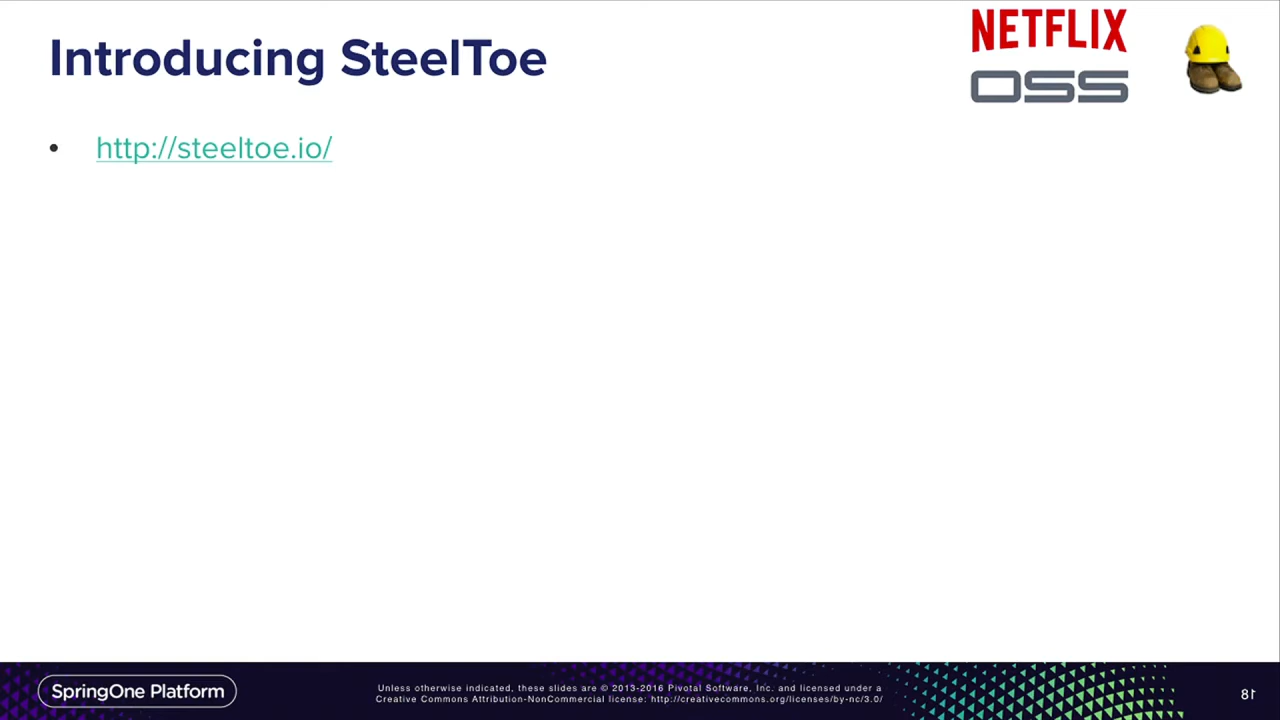 Introducing SteelToe
NETFLIX
OSS
• http://steeltoe.io/
SpringOne Platform
Unless otherwise indicated, these slides are © 2013-2016 Pivotal Software, Inc. and licensed under a
Creative Commons Attribution-NonCommercial license: http://creativecommons.org/licenses/by-nc/3.0/
18